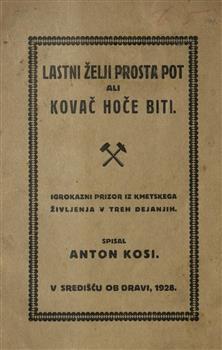 LASTNI ŽELJI PROSTA POT
ALI
KOVAČ HOČE BITI.
IGROKAZNI PRIZOR IZ KMETSKEGA
ŽIVLJENJA V TREH DEJANJIH.
SPISAL
ANTON KOSI.
V SREDIŠČU OB DRAVI, 1928.